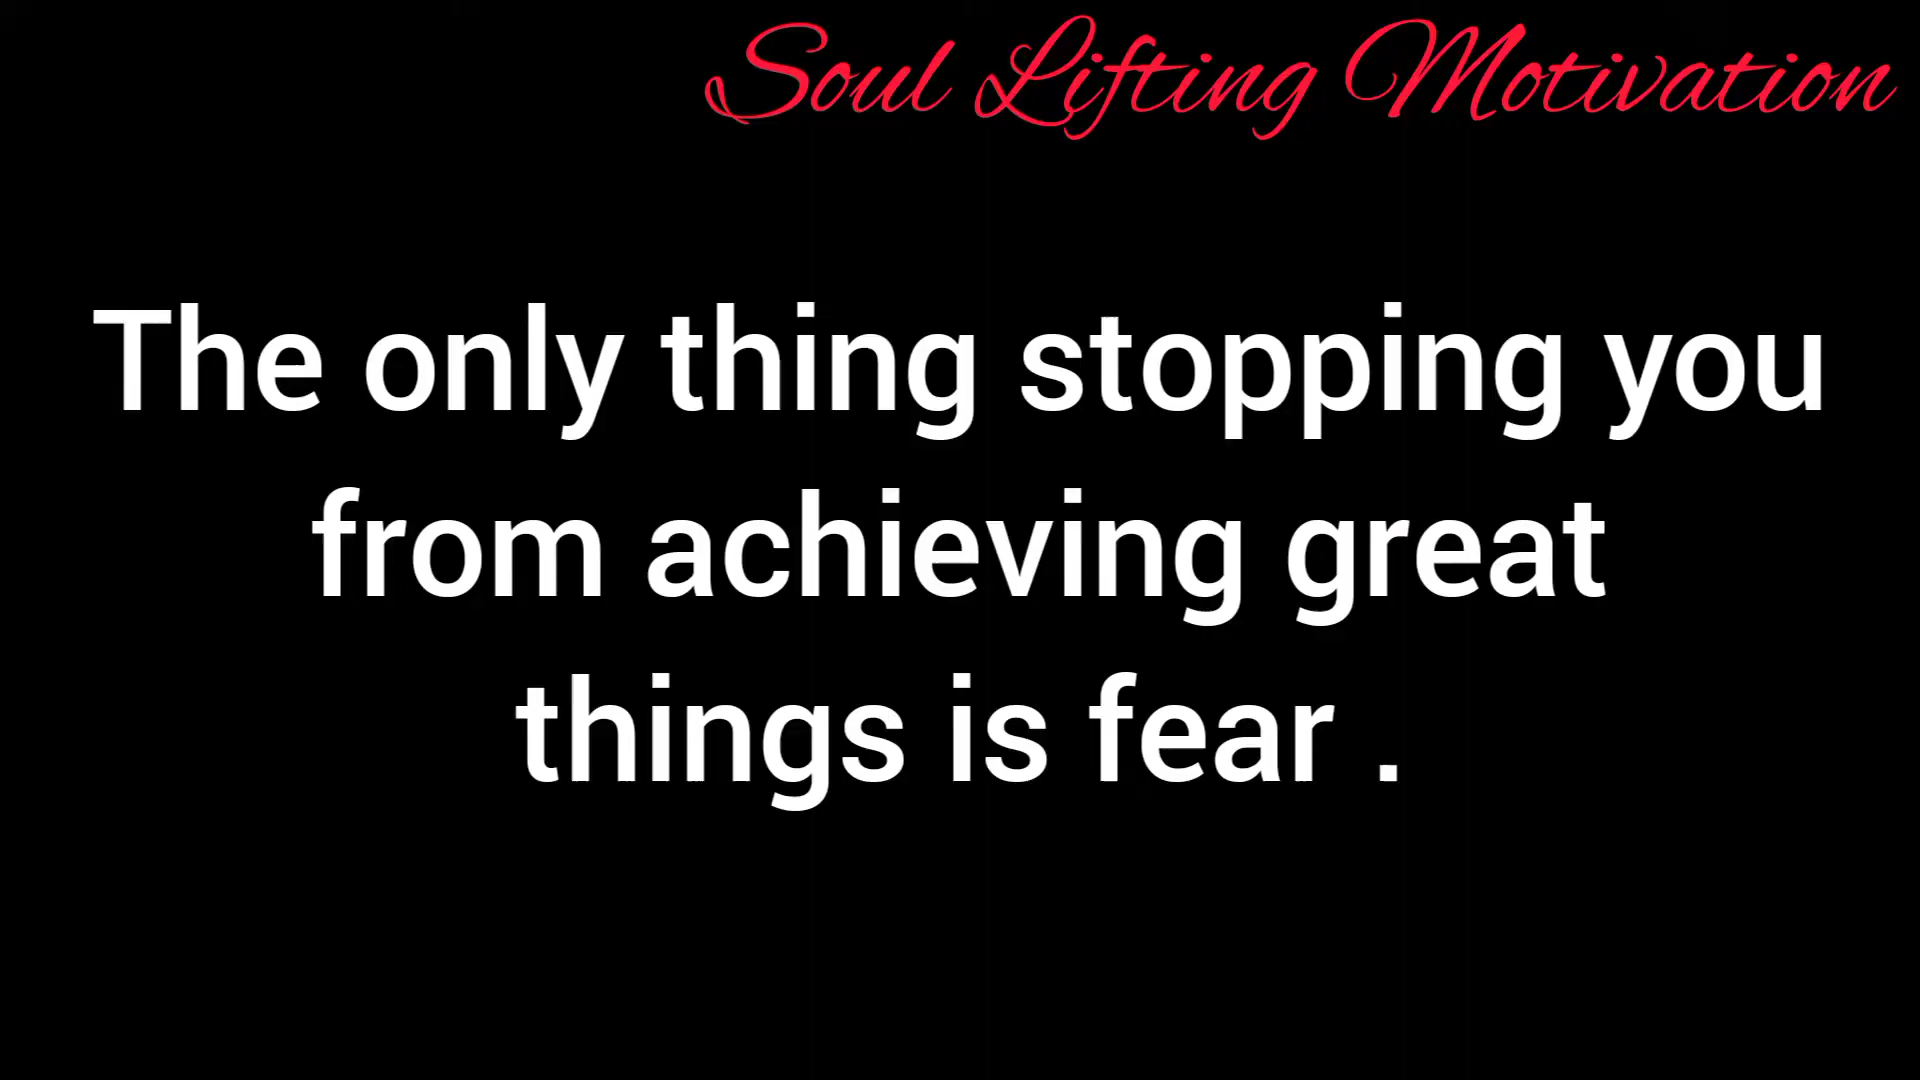 Soul Lifting Motivation
The only thing stopping you
from achieving great
things is fear .